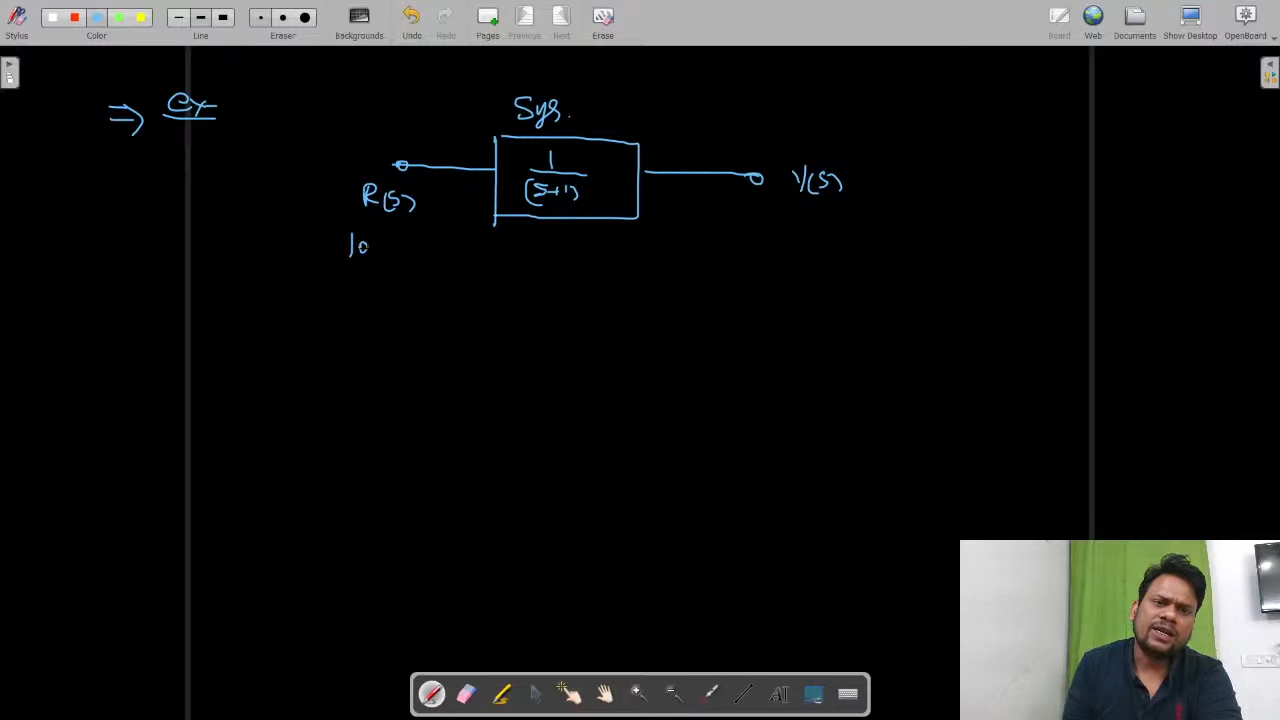 Stylus Color Line Eraser Backgrounds Undo Redo Pages Previous Next Erase Board Web Documents Show Desktop OpenBoard
⇒ ex
Sys.
R(s) 1/(s+1) Y(s)
10